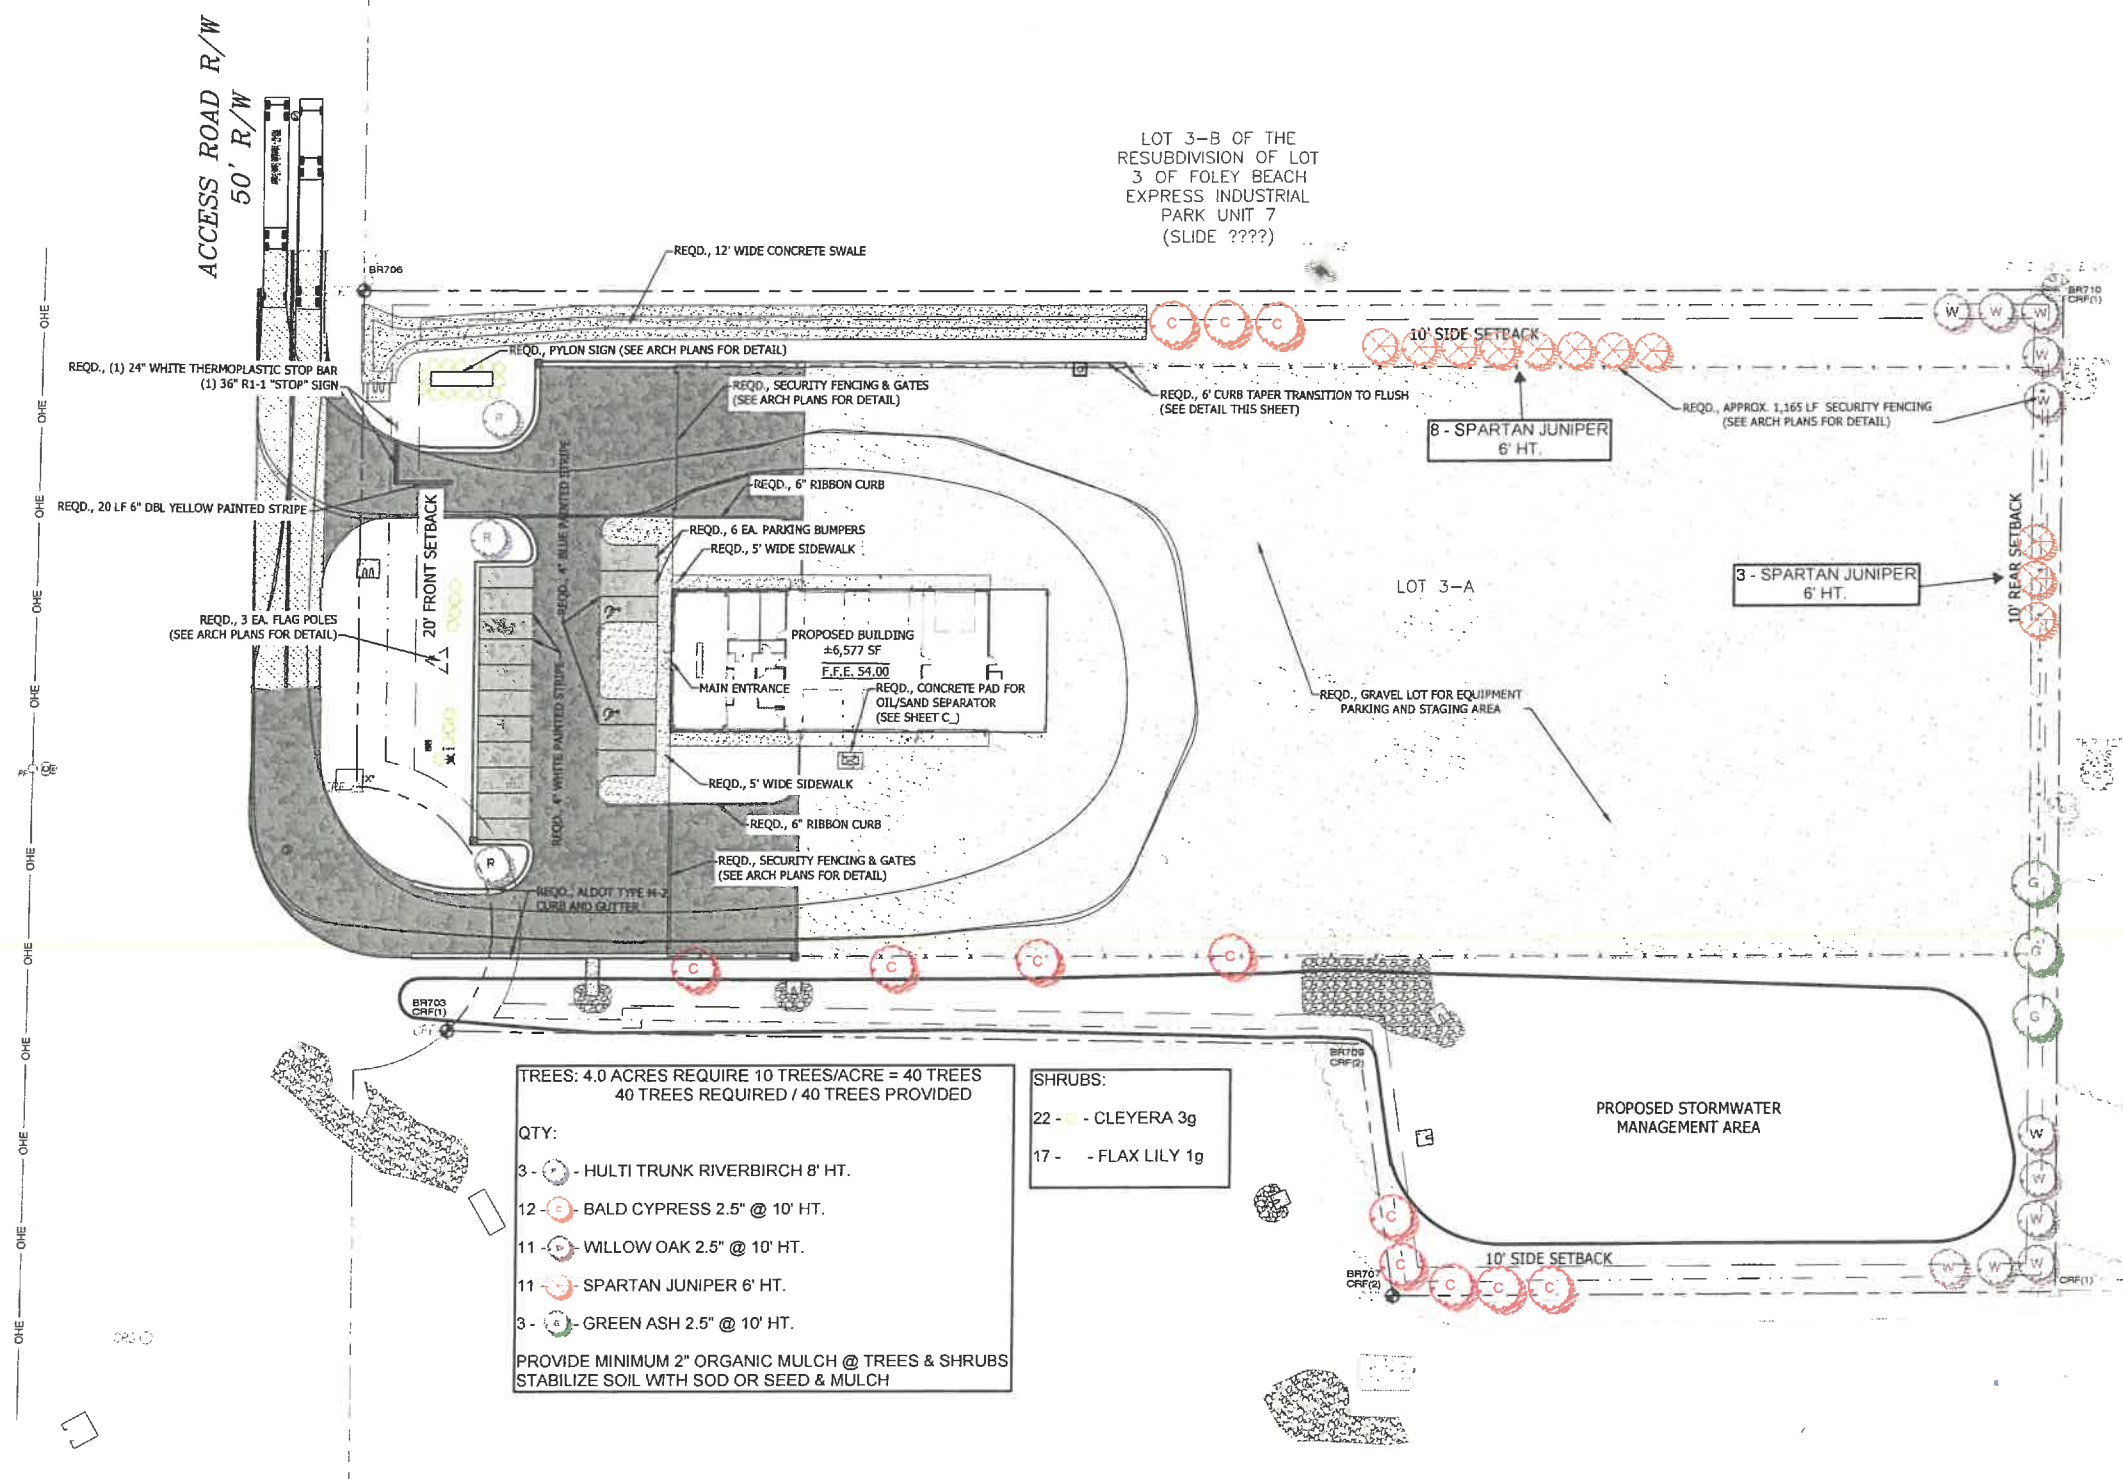 ACCESS ROAD R/W
50' R/W
LOT 3-B OF THE
RESUBDIVISION OF LOT
3 OF FOLEY BEACH
EXPRESS INDUSTRIAL
PARK UNIT 7
(SLIDE ????)
REQD., 12' WIDE CONCRETE SWALE
BR706
BR710
CRF(1)
REQD., PYLON SIGN (SEE ARCH PLANS FOR DETAIL)
REQD., (1) 24" WHITE THERMOPLASTIC STOP BAR
(1) 36" R1-1 "STOP" SIGN
10' SIDE SETBACK
REQD., SECURITY FENCING & GATES
(SEE ARCH PLANS FOR DETAIL)
REQD., 6' CURB TAPER TRANSITION TO FLUSH
(SEE DETAIL THIS SHEET)
REQD., APPROX. 1,165 LF SECURITY FENCING
(SEE ARCH PLANS FOR DETAIL)
8 - SPARTAN JUNIPER
6' HT.
REQD., 6" RIBBON CURB
REQD., 20 LF 6" DBL YELLOW PAINTED STRIPE
20' FRONT SETBACK
REQD., 4" BLUE PAINTED STRIPE
REQD., 6 EA. PARKING BUMPERS
REQD., 5' WIDE SIDEWALK
LOT 3-A
3 - SPARTAN JUNIPER
6' HT.
10' REAR SETBACK
REQD., 3 EA. FLAG POLES
(SEE ARCH PLANS FOR DETAIL)
PROPOSED BUILDING
±6,577 SF
F.F.E. 54.00
MAIN ENTRANCE
REQD., CONCRETE PAD FOR
OIL/SAND SEPARATOR
(SEE SHEET C_)
REQD., GRAVEL LOT FOR EQUIPMENT
PARKING AND STAGING AREA
REQD., 4" WHITE PAINTED STRIPE
REQD., 5' WIDE SIDEWALK
REQD., 6" RIBBON CURB
REQD., SECURITY FENCING & GATES
(SEE ARCH PLANS FOR DETAIL)
REQD., ALDOT TYPE M-2
CURB AND GUTTER
BR703
CRF(1)
BR709
CRF(2)
PROPOSED STORMWATER
MANAGEMENT AREA
10' SIDE SETBACK
BR707
CRF(2)
CRF(1)
TREES: 4.0 ACRES REQUIRE 10 TREES/ACRE = 40 TREES
40 TREES REQUIRED / 40 TREES PROVIDED
QTY:
3 - - HULTI TRUNK RIVERBIRCH 8' HT.
12 - C - BALD CYPRESS 2.5" @ 10' HT.
11 - - WILLOW OAK 2.5" @ 10' HT.
11 - - SPARTAN JUNIPER 6' HT.
3 - G - GREEN ASH 2.5" @ 10' HT.
PROVIDE MINIMUM 2" ORGANIC MULCH @ TREES & SHRUBS
STABILIZE SOIL WITH SOD OR SEED & MULCH
SHRUBS:
22 - - CLEYERA 3g
17 - - FLAX LILY 1g